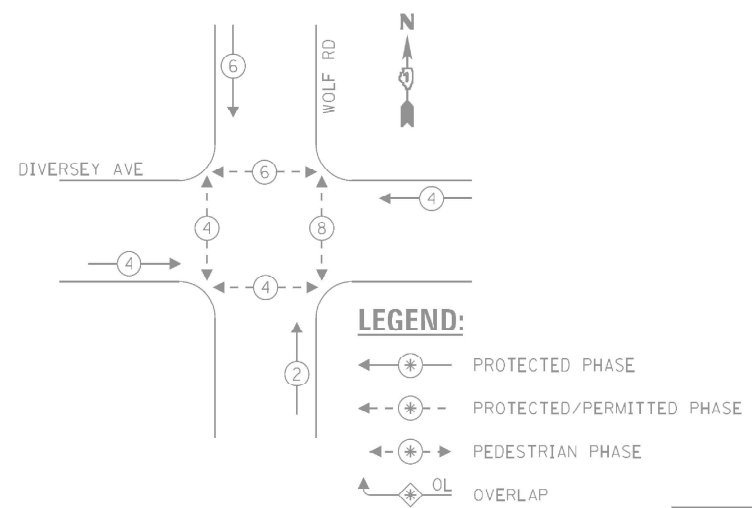 N
6
WOLF RD
DIVERSEY AVE
6
4
4
8
4
4
2
LEGEND:
* PROTECTED PHASE
* PROTECTED/PERMITTED PHASE
* PEDESTRIAN PHASE
* OL OVERLAP